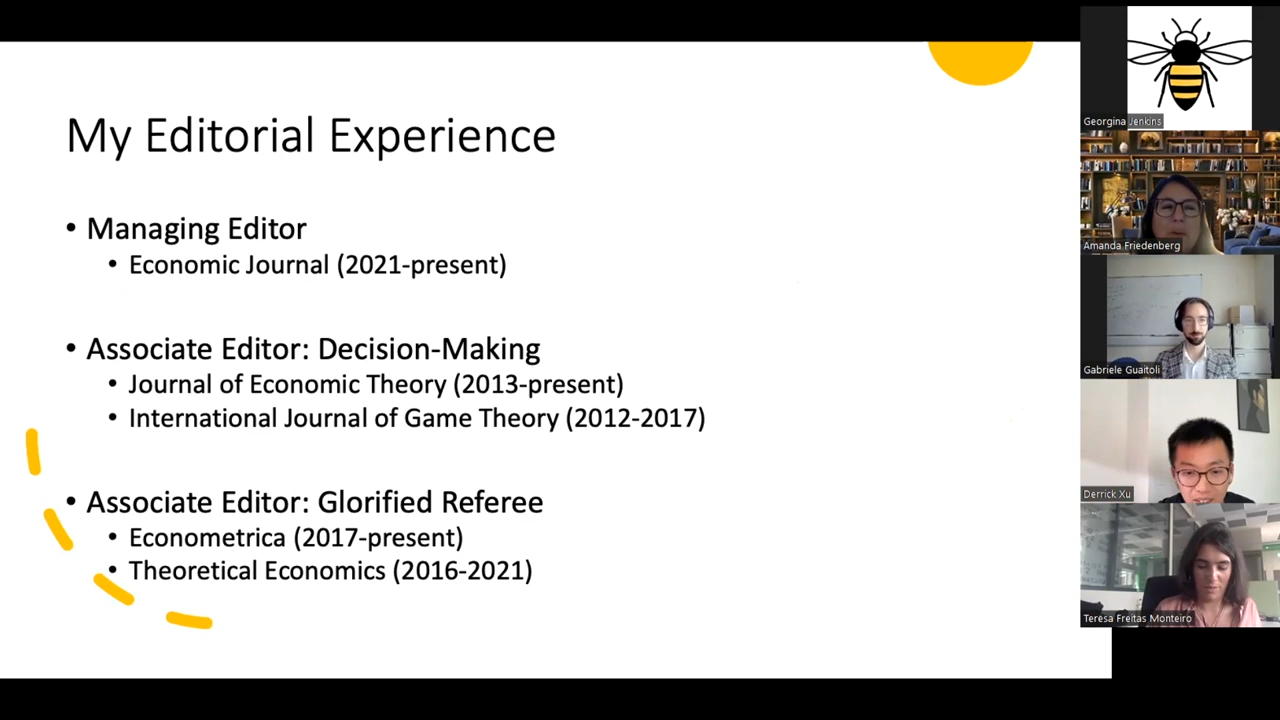 My Editorial Experience
• Managing Editor
• Economic Journal (2021-present)
• Associate Editor: Decision-Making
• Journal of Economic Theory (2013-present)
• International Journal of Game Theory (2012-2017)
• Associate Editor: Glorified Referee
• Econometrica (2017-present)
• Theoretical Economics (2016-2021)
Georgina Jenkins
Amanda Friedenberg
Gabriele Guaitoli
Derrick Xu
Teresa Freitas Monteiro